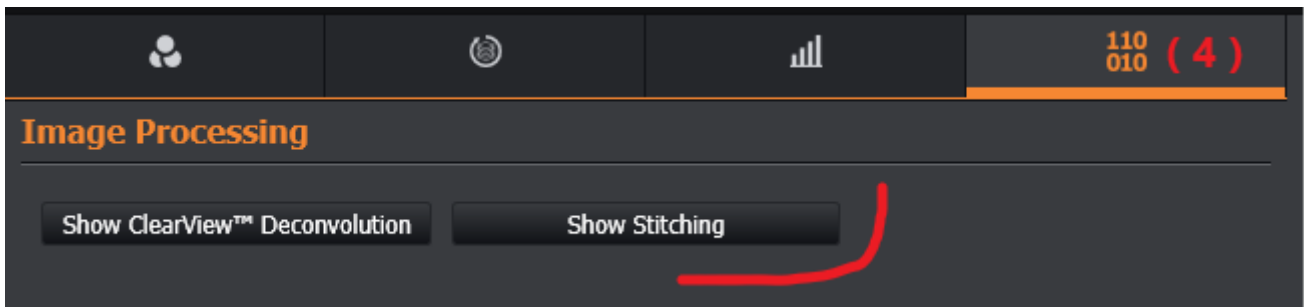 110
010 ( 4 )
Image Processing
Show ClearView™ Deconvolution
Show Stitching